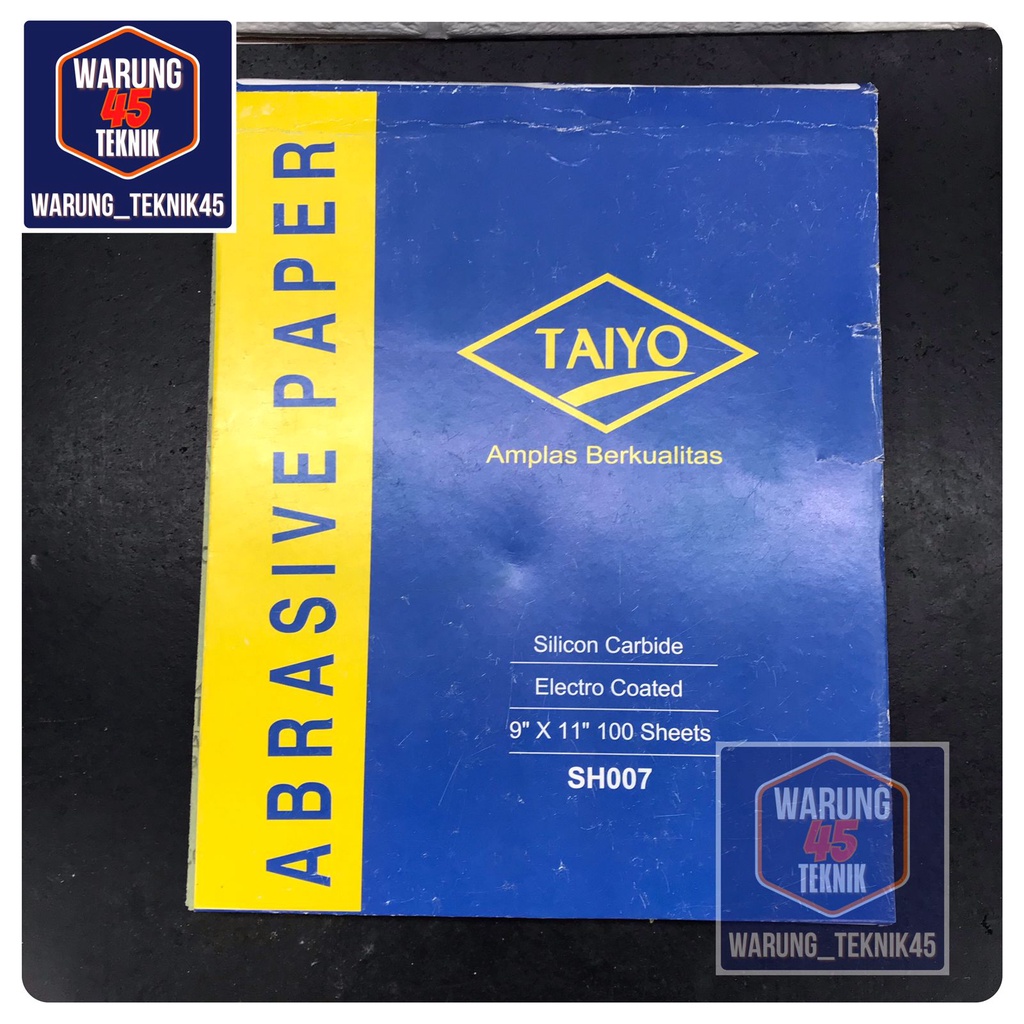 WARUNG
45
TEKNIK
WARUNG_TEKNIK45
ABRASIVE PAPER
TAIYO
Amplas Berkualitas
Silicon Carbide
Electro Coated
9" X 11" 100 Sheets
SH007
WARUNG
45
TEKNIK
WARUNG_TEKNIK45